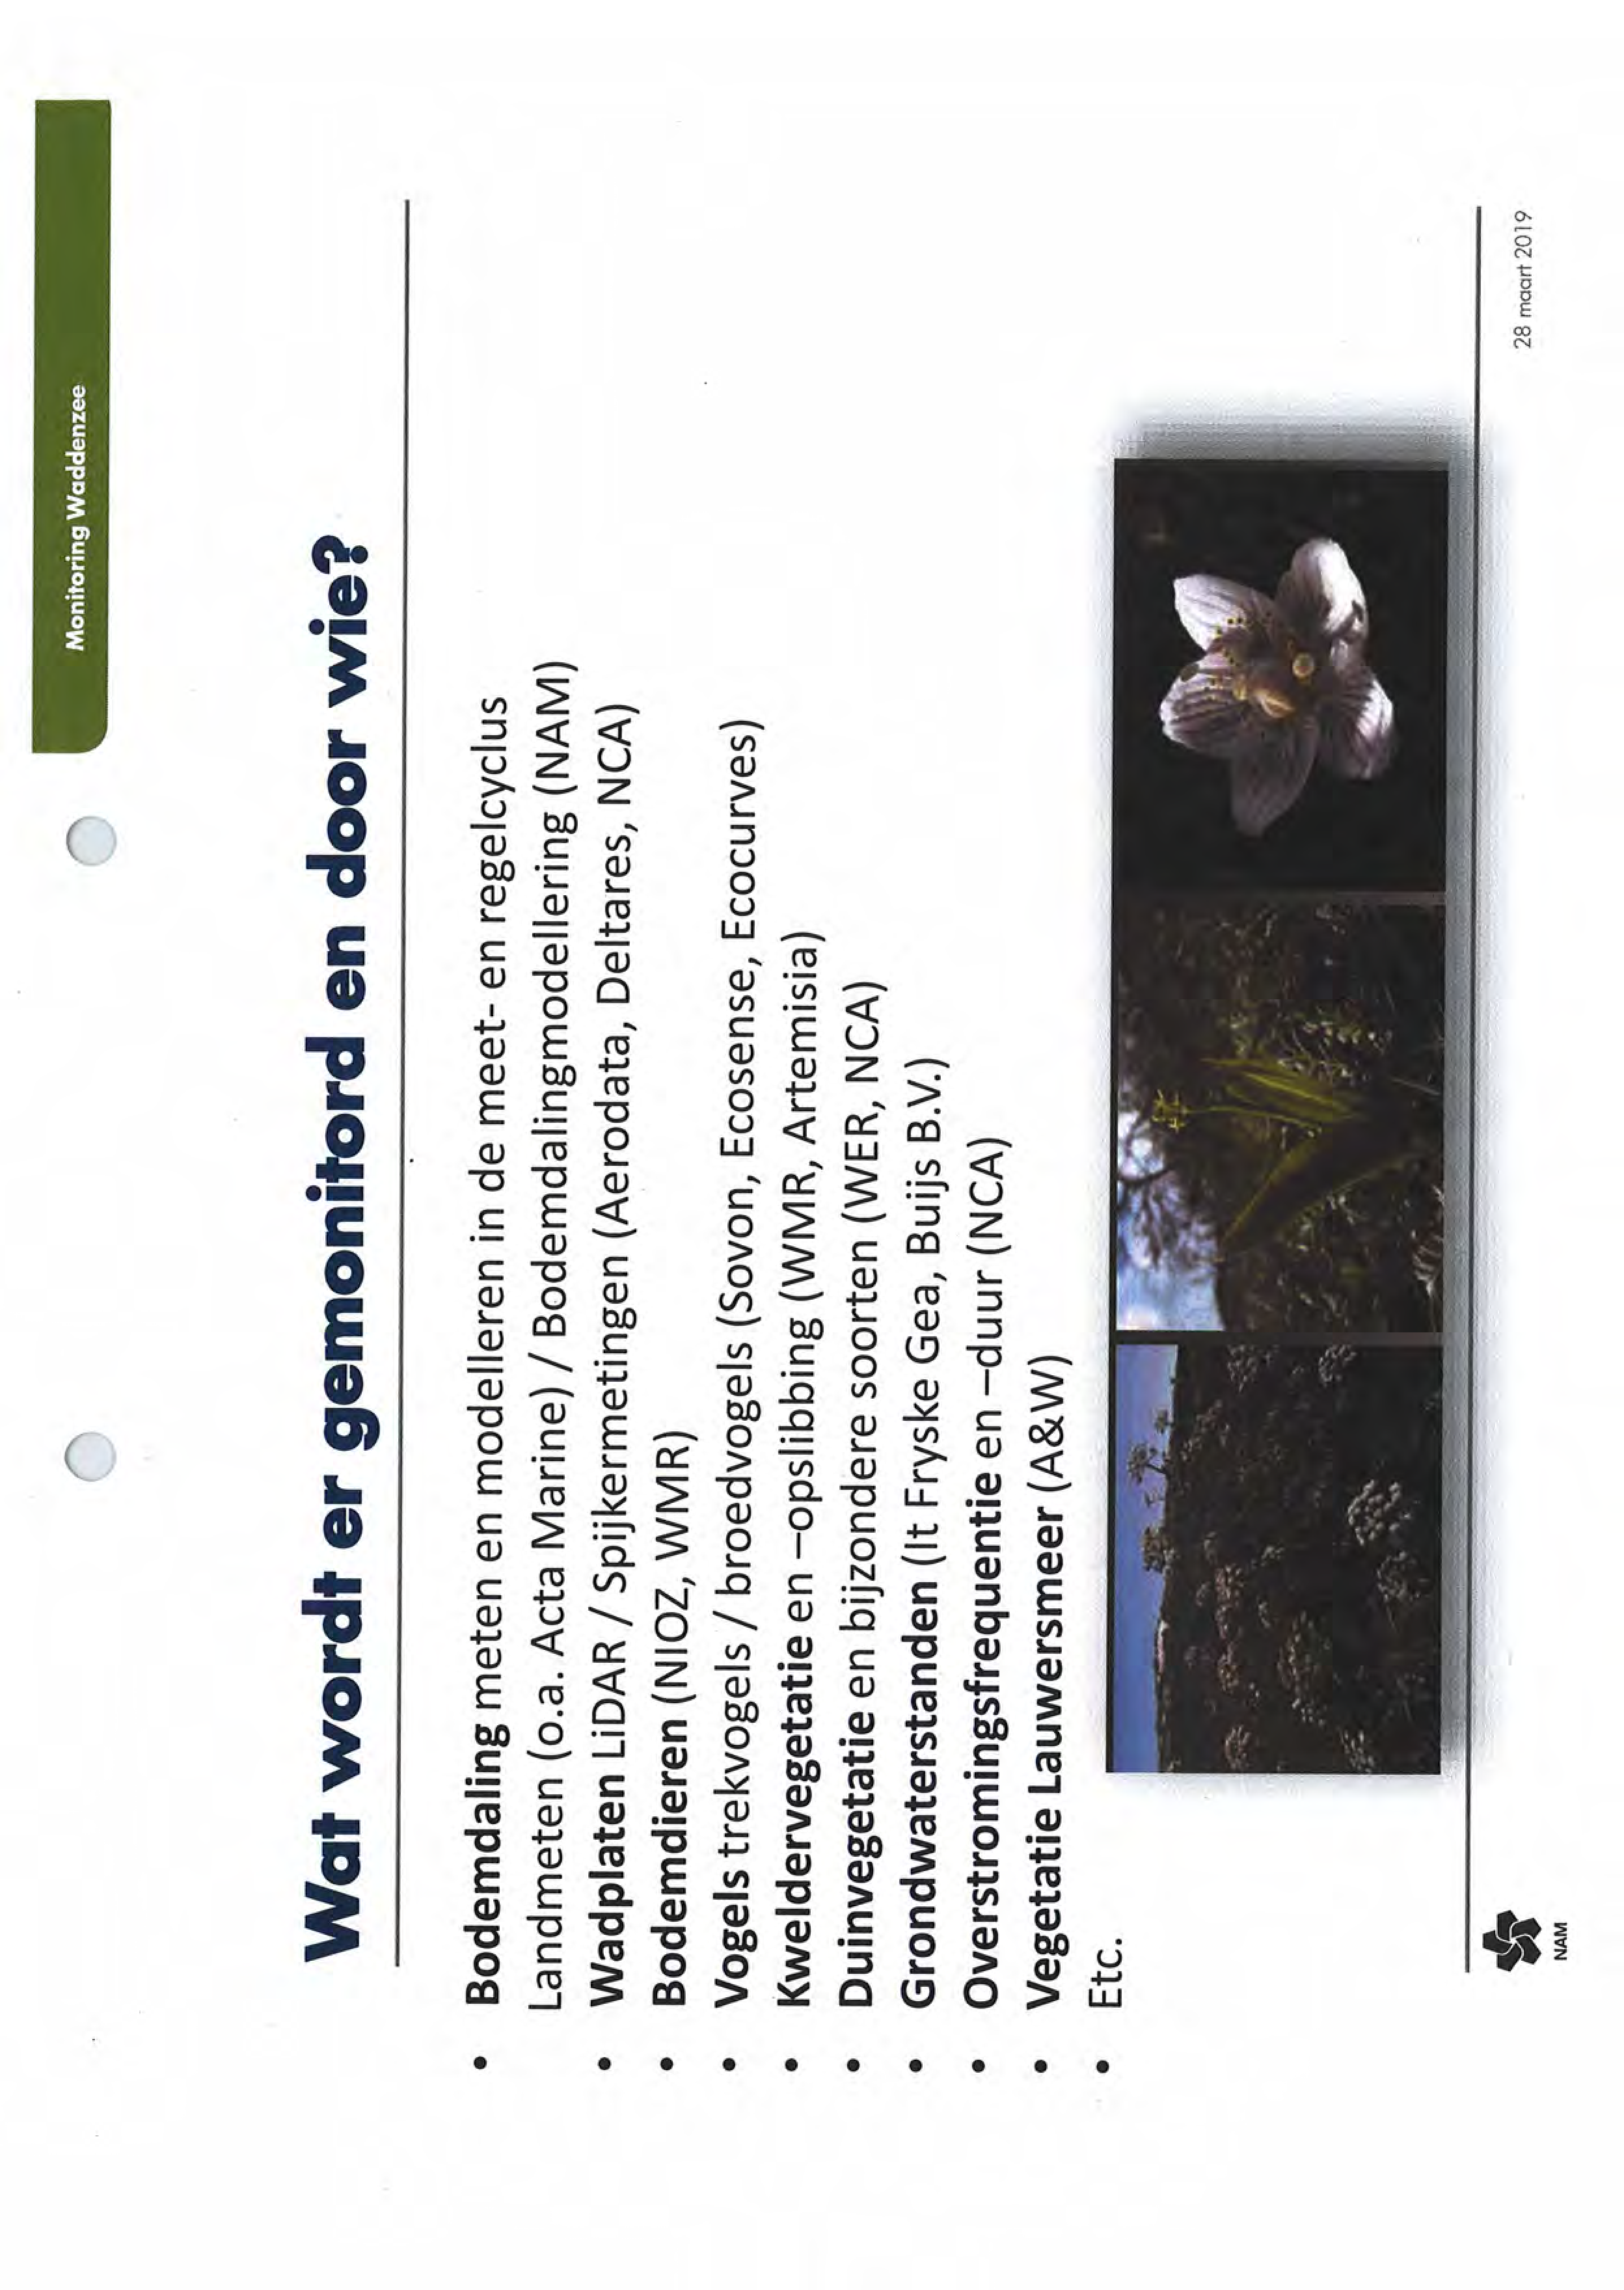 Monitoring Waddenzee
Wat wordt er gemonitord en door wie?
• Bodemdaling meten en modelleren in de meet- en regelcyclus
Landmeten (o.a. Acta Marine) / Bodemdalingmodellering (NAM)
• Wadplaten LiDAR / Spijkermetingen (Aerodata, Deltares, NCA)
• Bodemdieren (NIOZ, WMR)
• Vogels trekvogels / broedvogels (Sovon, Ecosense, Ecocurves)
• Kweldervegetatie en –opslibbing (WMR, Artemisia)
• Duinvegetatie en bijzondere soorten (WER, NCA)
• Grondwaterstanden (It Fryske Gea, Buijs B.V.)
• Overstromingsfrequentie en –duur (NCA)
• Vegetatie Lauwersmeer (A&W)
• Etc.
NAM
28 maart 2019